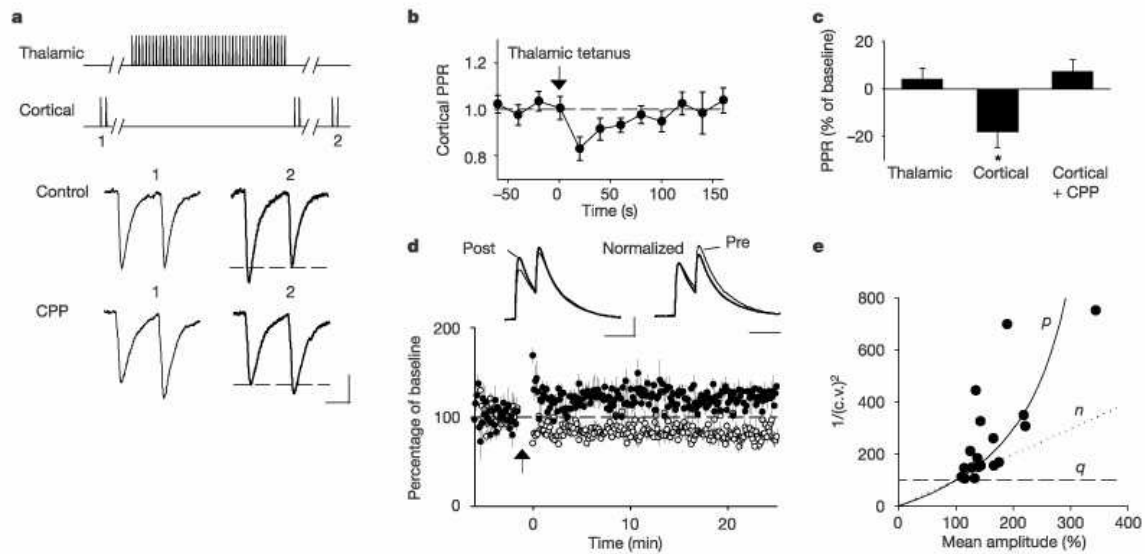 a
Thalamic
Cortical
1
2
Control
1
2
CPP
1
2
b
Thalamic tetanus
Cortical PPR
1.2
1.0
0.8
–50
0
50
100
150
Time (s)
c
PPR (% of baseline)
20
0
–20
*
Thalamic
Cortical
Cortical
+ CPP
d
Post
Normalized
Pre
Percentage of baseline
200
100
0
0
10
20
Time (min)
e
1/(c.v.)²
800
600
400
200
0
p
n
q
0
100
200
300
400
Mean amplitude (%)